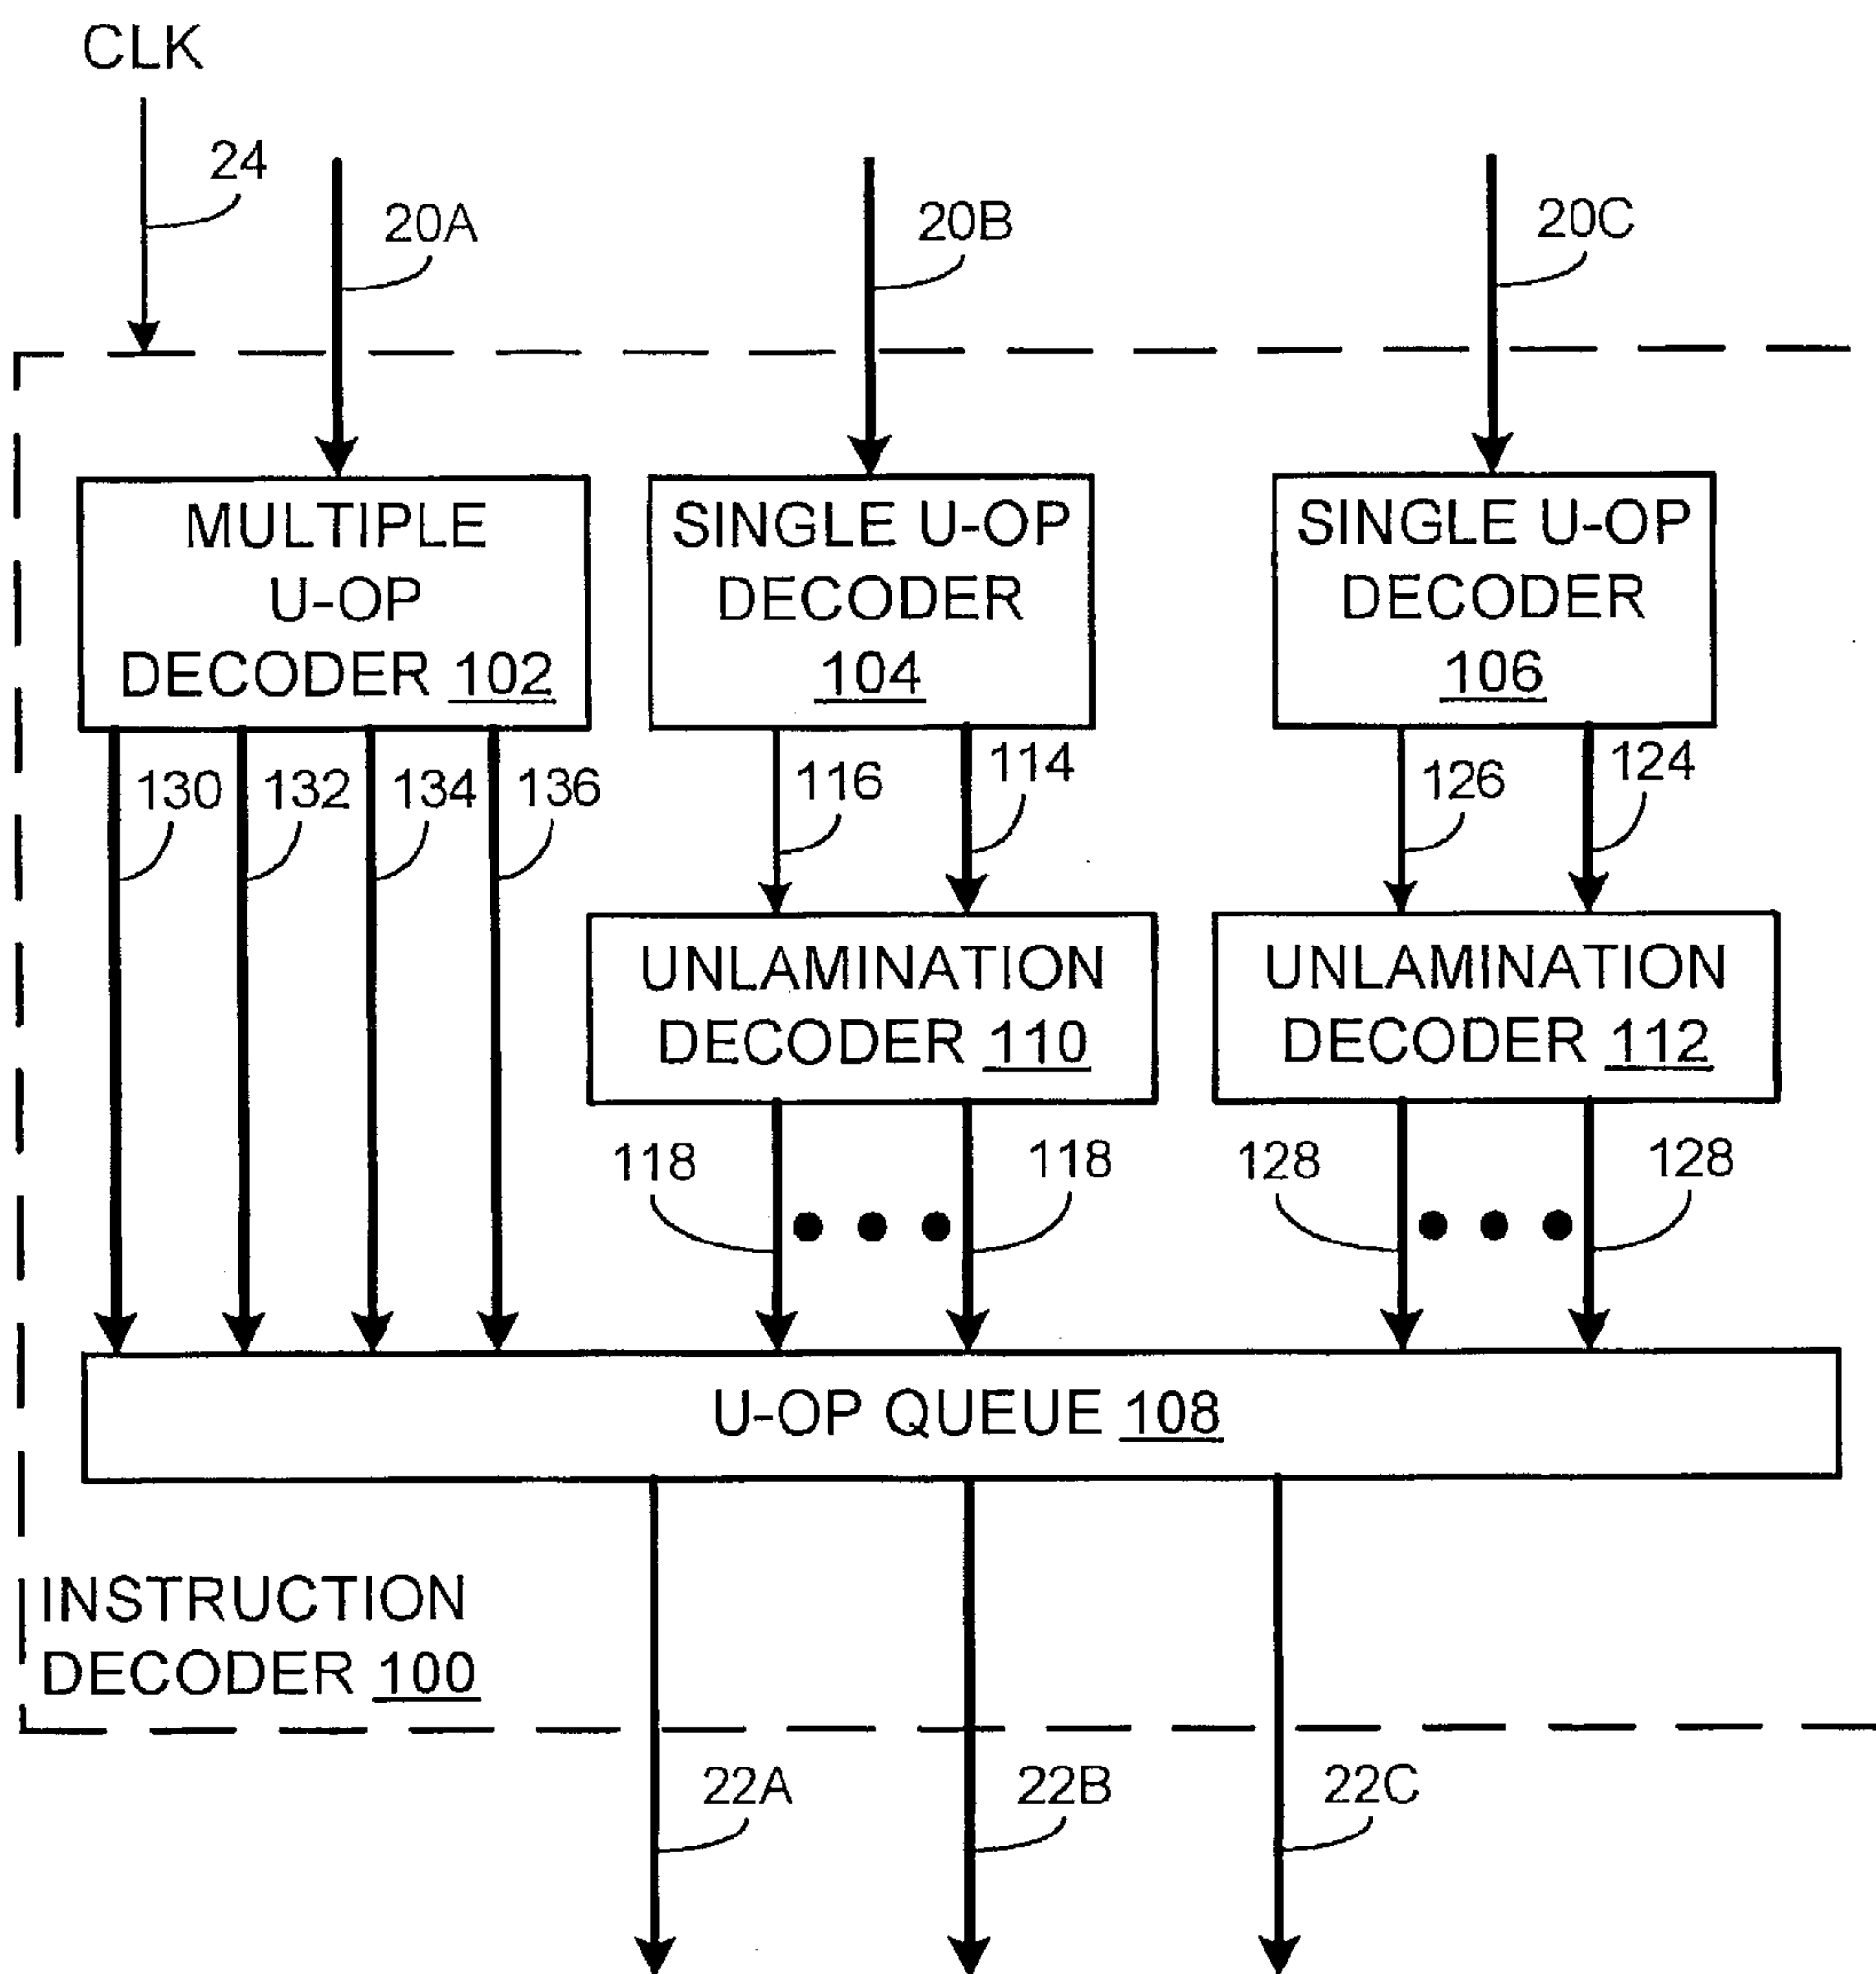 CLK
24
20A
20B
20C
MULTIPLE
U-OP
DECODER 102
SINGLE U-OP
DECODER
104
SINGLE U-OP
DECODER
106
130
132
134
136
116
114
126
124
UNLAMINATION
DECODER 110
UNLAMINATION
DECODER 112
118
118
128
128
U-OP QUEUE 108
INSTRUCTION
DECODER 100
22A
22B
22C